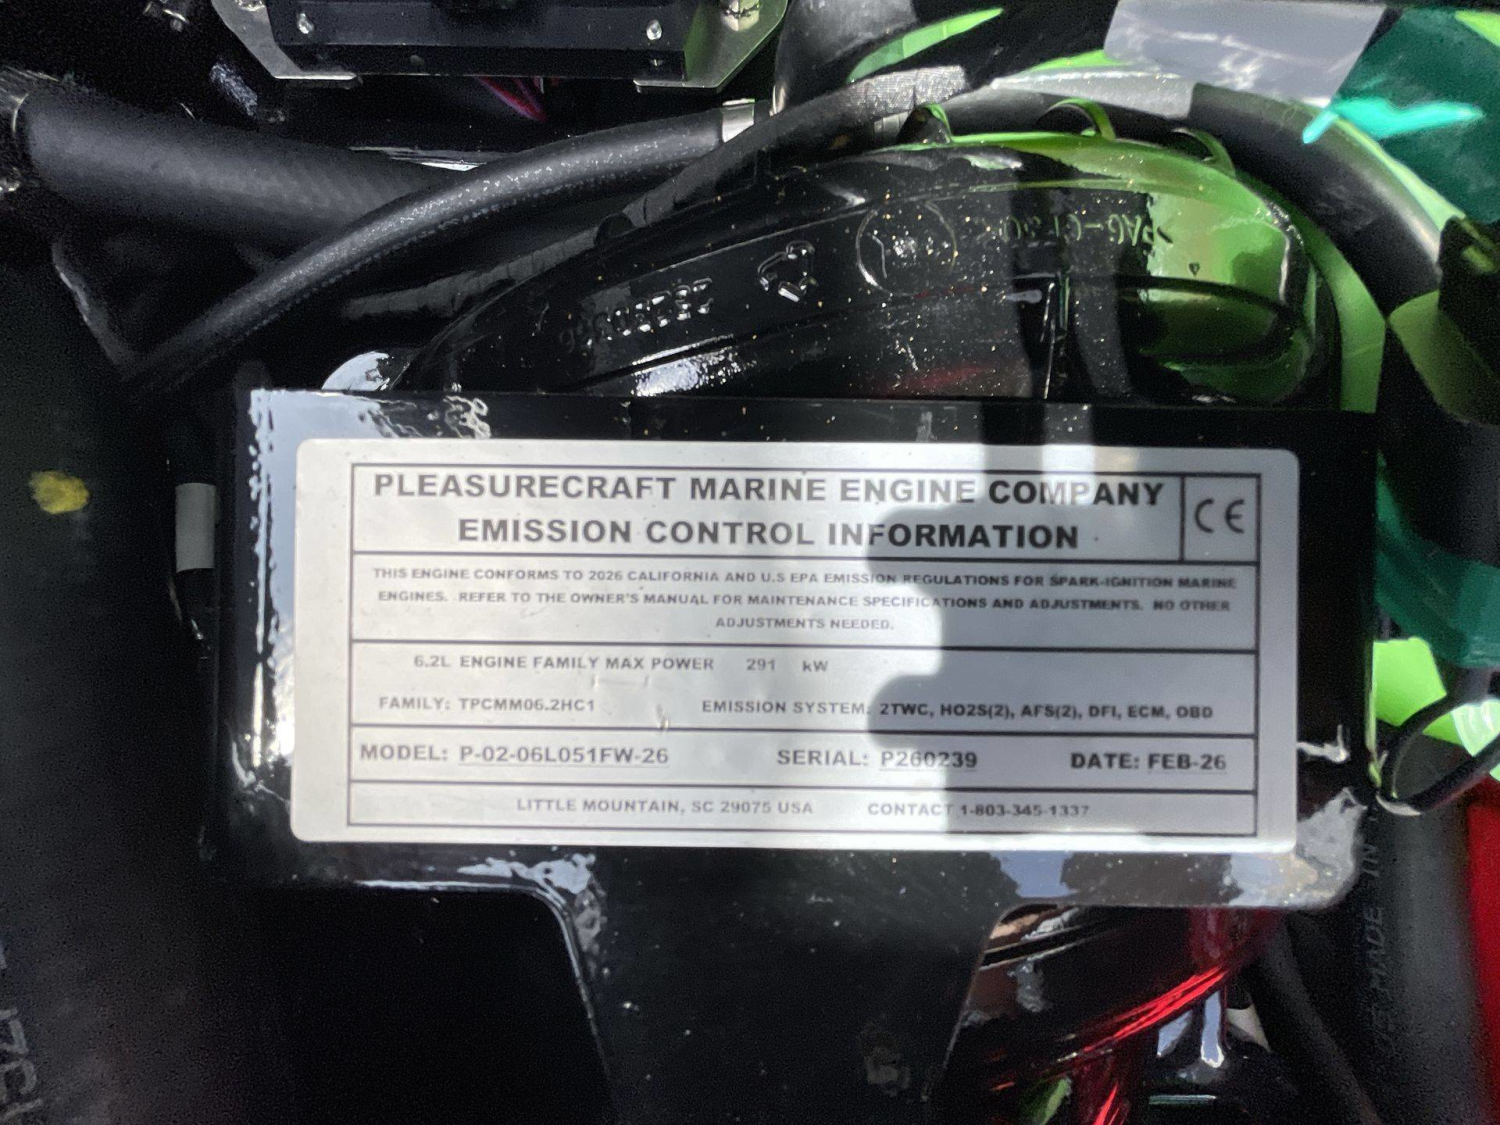 >PA6-GF30
PLEASURECRAFT MARINE ENGINE COMPANY
EMISSION CONTROL INFORMATION
CE
THIS ENGINE CONFORMS TO 2026 CALIFORNIA AND U.S EPA EMISSION REGULATIONS FOR SPARK-IGNITION MARINE
ENGINES. REFER TO THE OWNER'S MANUAL FOR MAINTENANCE SPECIFICATIONS AND ADJUSTMENTS. NO OTHER
ADJUSTMENTS NEEDED.
6.2L ENGINE FAMILY MAX POWER 291 kW
FAMILY: TPCMM06.2HC1 EMISSION SYSTEM: 2TWC, HO2S(2), AFS(2), DFI, ECM, OBD
MODEL: P-02-06L051FW-26 SERIAL: P260239 DATE: FEB-26
LITTLE MOUNTAIN, SC 29075 USA CONTACT 1-803-345-1337
MADE IN